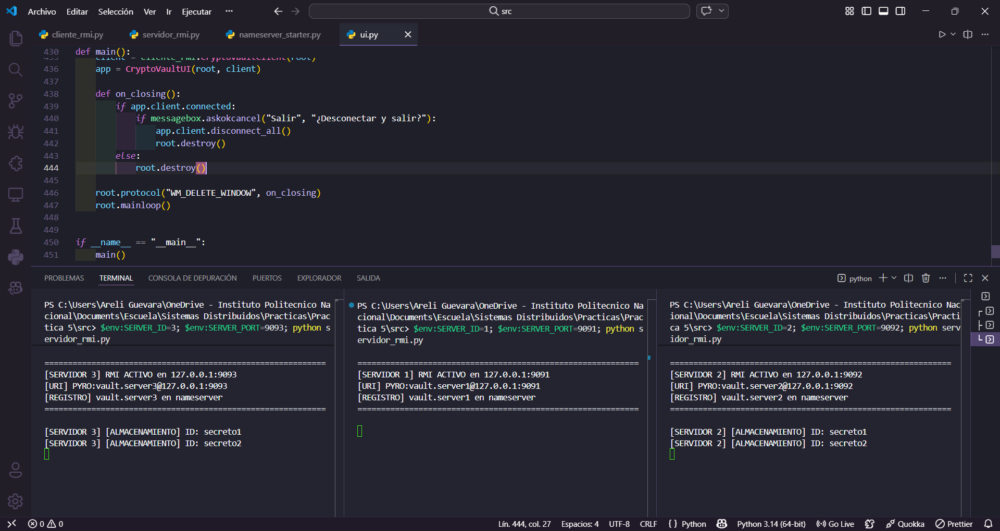 Archivo Editar Selección Ver Ir Ejecutar ··· src
cliente_rmi.py servidor_rmi.py nameserver_starter.py ui.py
430 def main():
client = cliente_rmi.CryptoVaultClient(root)
436 app = CryptoVaultUI(root, client)
437
438 def on_closing():
439 if app.client.connected:
440 if messagebox.askokcancel("Salir", "¿Desconectar y salir?"):
441 app.client.disconnect_all()
442 root.destroy()
443 else:
444 root.destroy()
445
446 root.protocol("WM_DELETE_WINDOW", on_closing)
447 root.mainloop()
448
449
450 if __name__ == "__main__":
451 main()
PROBLEMAS TERMINAL CONSOLA DE DEPURACIÓN PUERTOS EXPLORADOR SALIDA python
PS C:\Users\Areli Guevara\OneDrive - Instituto Politecnico Na
cional\Documents\Escuela\Sistemas Distribuidos\Practicas\Prac
tica 5\src> $env:SERVER_ID=3; $env:SERVER_PORT=9093; python s
ervidor_rmi.py
============================================================
[SERVIDOR 3] RMI ACTIVO en 127.0.0.1:9093
[URI] PYRO:vault.server3@127.0.0.1:9093
[REGISTRO] vault.server3 en nameserver
============================================================
[SERVIDOR 3] [ALMACENAMIENTO] ID: secreto1
[SERVIDOR 3] [ALMACENAMIENTO] ID: secreto2
PS C:\Users\Areli Guevara\OneDrive - Instituto Politecnico Na
cional\Documents\Escuela\Sistemas Distribuidos\Practicas\Prac
tica 5\src> $env:SERVER_ID=1; $env:SERVER_PORT=9091; python s
ervidor_rmi.py
============================================================
[SERVIDOR 1] RMI ACTIVO en 127.0.0.1:9091
[URI] PYRO:vault.server1@127.0.0.1:9091
[REGISTRO] vault.server1 en nameserver
============================================================
PS C:\Users\Areli Guevara\OneDrive - Instituto Politecnico Nac
ional\Documents\Escuela\Sistemas Distribuidos\Practicas\Practi
ca 5\src> $env:SERVER_ID=2; $env:SERVER_PORT=9092; python serv
idor_rmi.py
============================================================
[SERVIDOR 2] RMI ACTIVO en 127.0.0.1:9092
[URI] PYRO:vault.server2@127.0.0.1:9092
[REGISTRO] vault.server2 en nameserver
============================================================
[SERVIDOR 2] [ALMACENAMIENTO] ID: secreto1
[SERVIDOR 2] [ALMACENAMIENTO] ID: secreto2
0 0 Lín. 444, col. 27 Espacios: 4 UTF-8 CRLF { } Python Python 3.14 (64-bit) Go Live Quokka Prettier